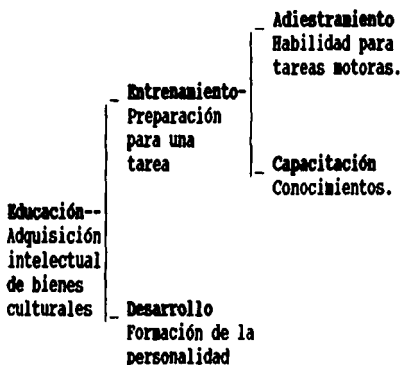 Adiestramiento
Habilidad para
tareas motoras.
Entrenamiento-
Preparación
para una
tarea
Capacitación
Conocimientos.
Educación--
Adquisición
intelectual
de bienes
culturales
Desarrollo
Formación de la
personalidad